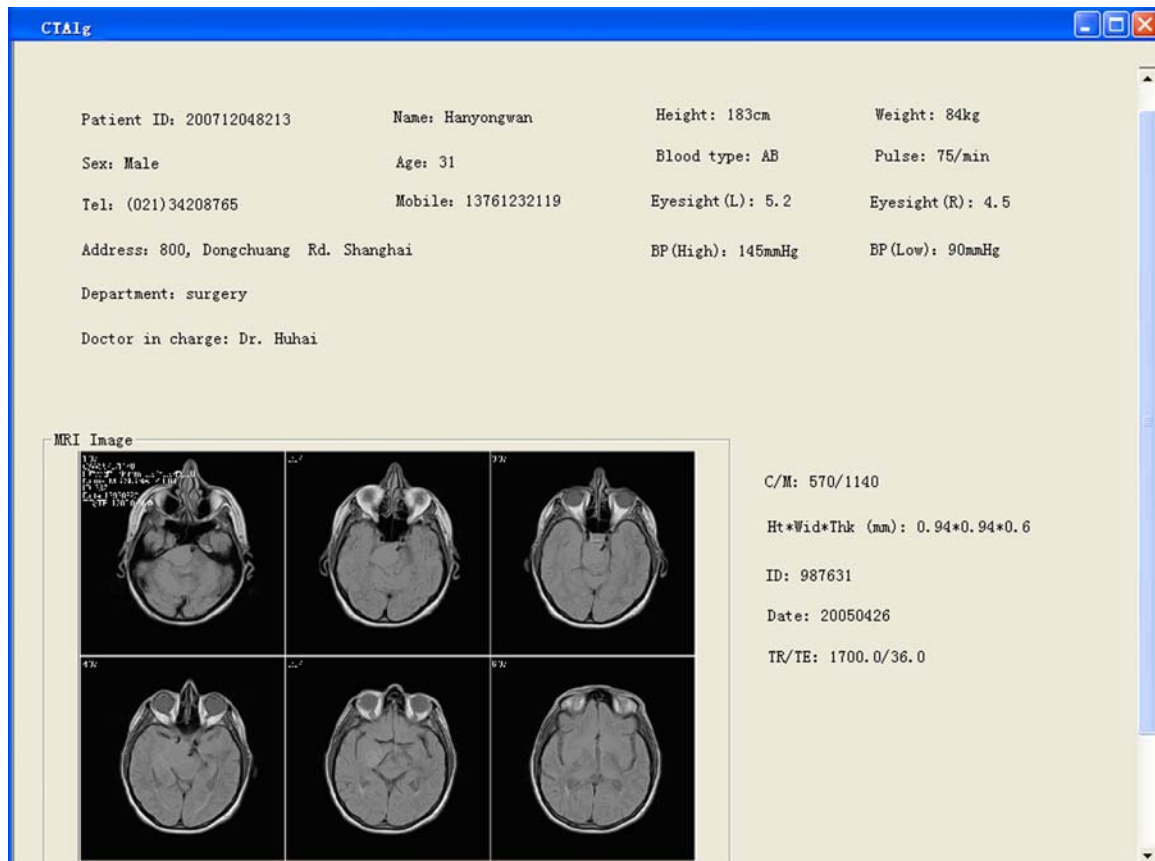 CTAlg
Patient ID: 200712048213
Name: Hanyongwan
Height: 183cm
Weight: 84kg
Sex: Male
Age: 31
Blood type: AB
Pulse: 75/min
Tel: (021)34208765
Mobile: 13761232119
Eyesight(L): 5.2
Eyesight(R): 4.5
Address: 800, Dongchuang Rd. Shanghai
BP(High): 145mmHg
BP(Low): 90mmHg
Department: surgery
Doctor in charge: Dr. Huhai
MRI Image
C/M: 570/1140
Ht*Wid*Thk (mm): 0.94*0.94*0.6
ID: 987631
Date: 20050426
TR/TE: 1700.0/36.0